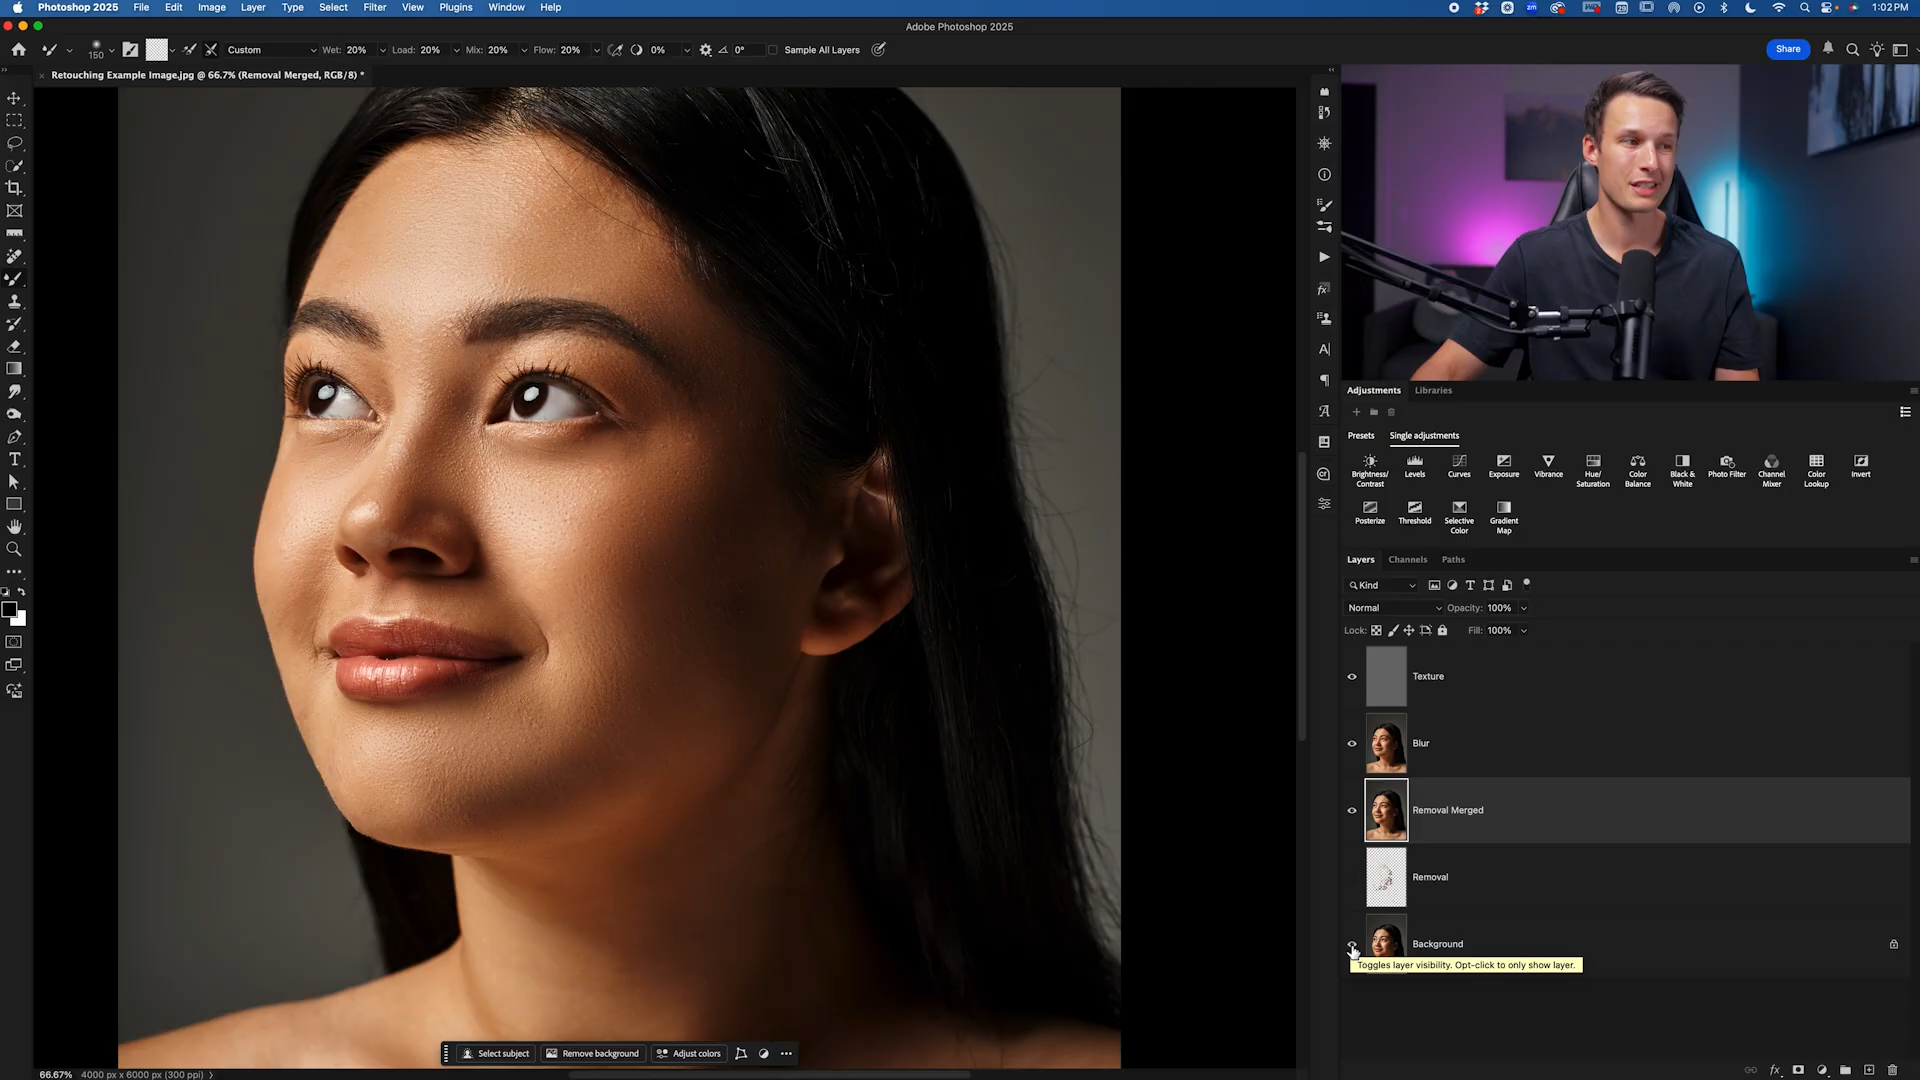 Photoshop 2025 File Edit Image Layer Type Select Filter View Plugins Window Help 1:02PM
Adobe Photoshop 2025
150 Custom Wet: 20% Load: 20% Mix: 20% Flow: 20% 0% 0° Sample All Layers Share
Retouching Example Image.jpg @ 66.7% (Removal Merged, RGB/8) *
Adjustments Libraries
Presets Single adjustments
Brightness/ Contrast Levels Curves Exposure Vibrance Hue/ Saturation Color Balance Black & White Photo Filter Channel Mixer Color Lookup Invert
Posterize Threshold Selective Color Gradient Map
Layers Channels Paths
Kind
Normal Opacity: 100%
Lock: Fill: 100%
Texture
Blur
Removal Merged
Removal
Background
Toggles layer visibility. Opt-click to only show layer.
Select subject Remove background Adjust colors
66.67% 4000 px x 6000 px (300 ppi)